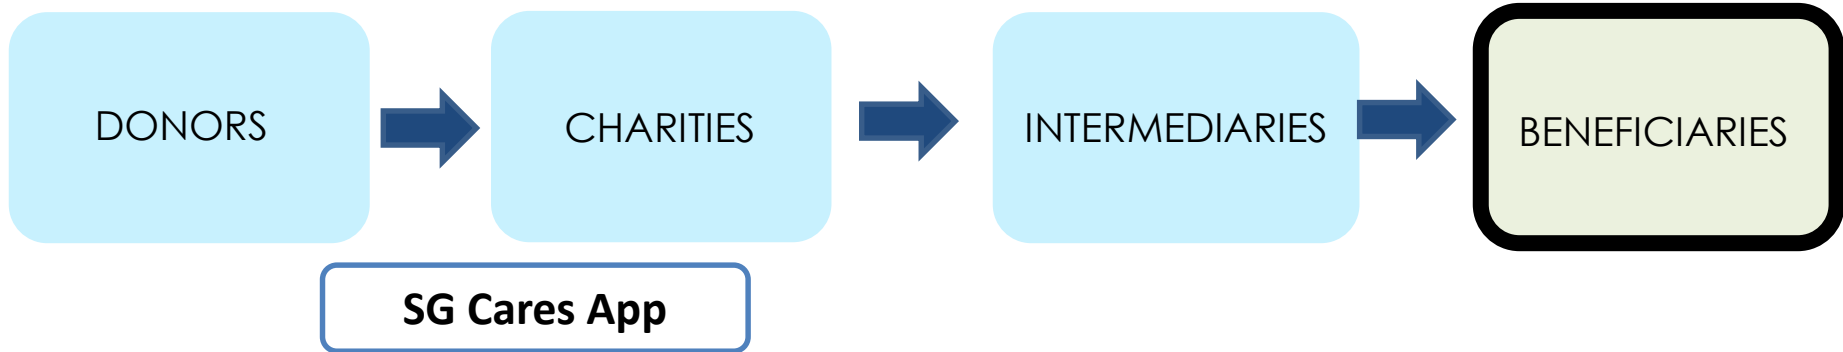 DONORS
CHARITIES
INTERMEDIARIES
BENEFICIARIES
SG Cares App